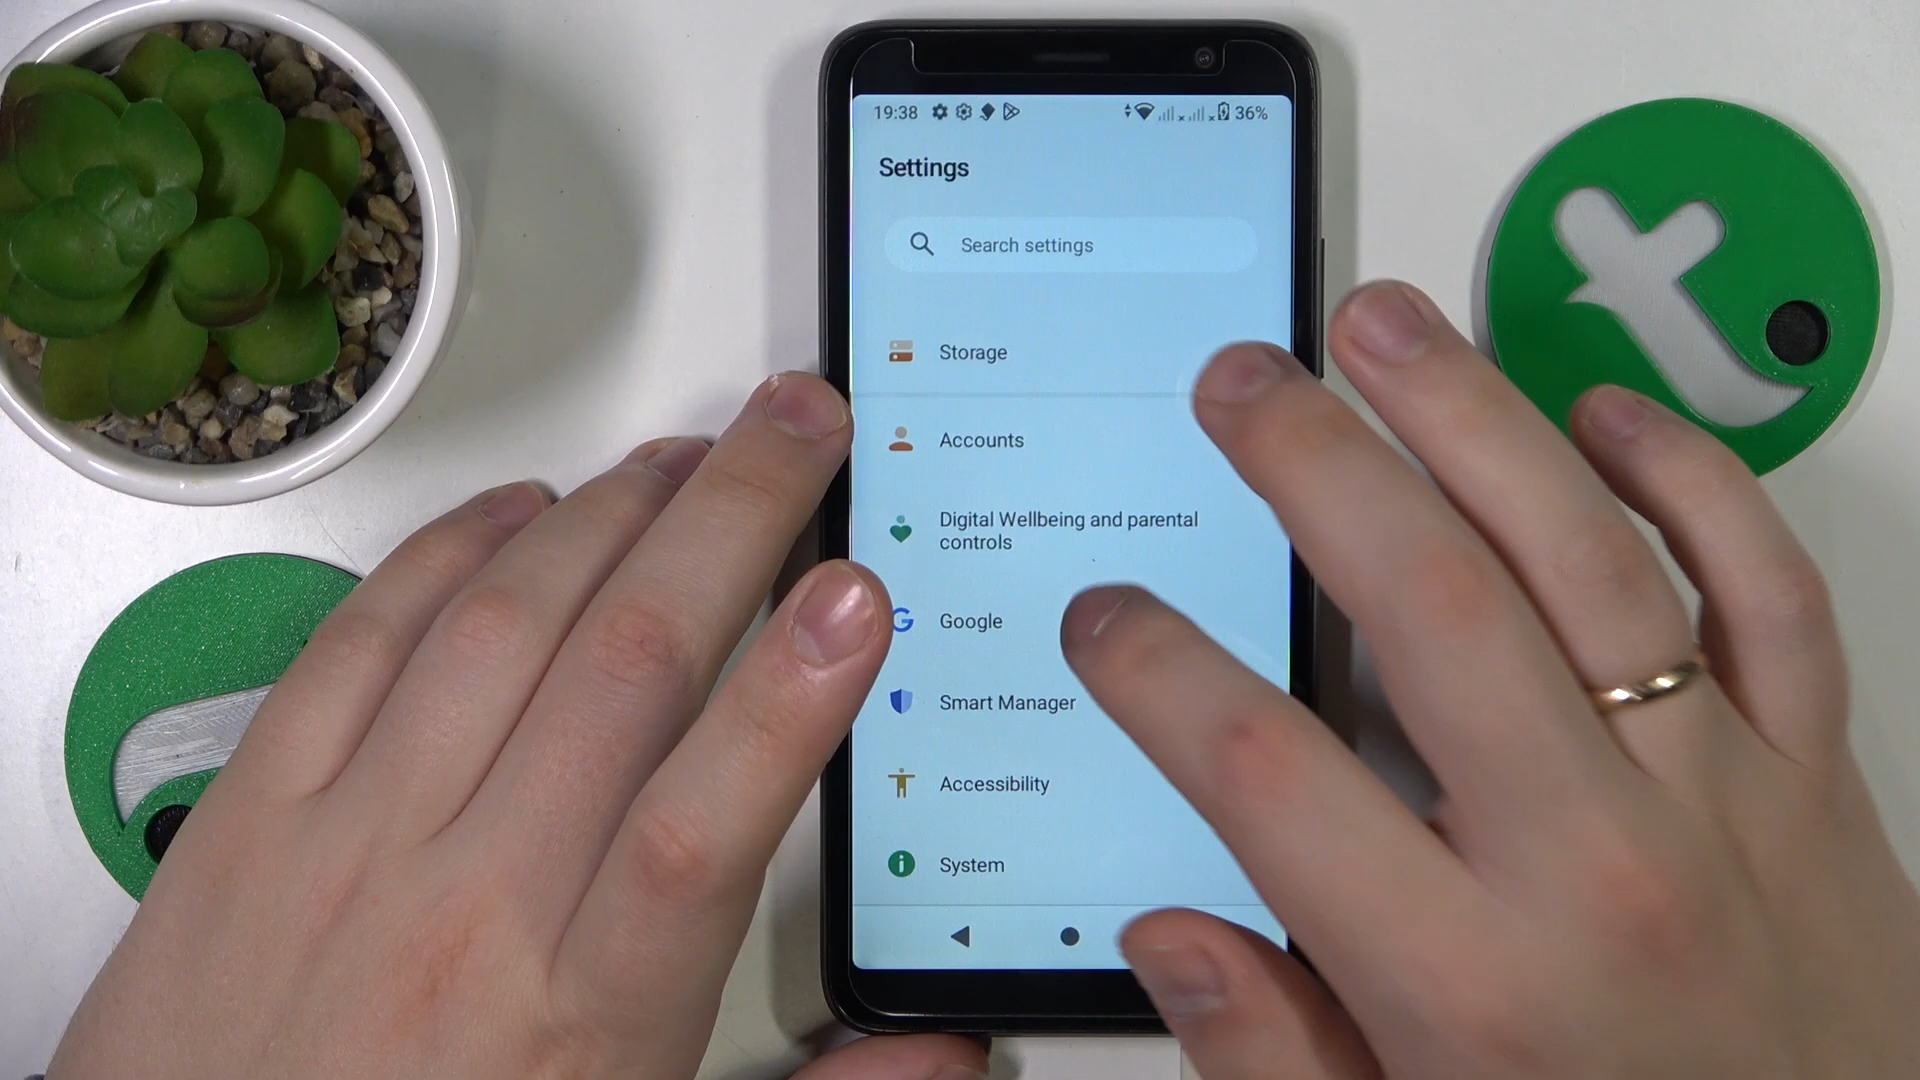 19:38 36%
Settings
Search settings
Storage
Accounts
Digital Wellbeing and parental
controls
Google
Smart Manager
Accessibility
System